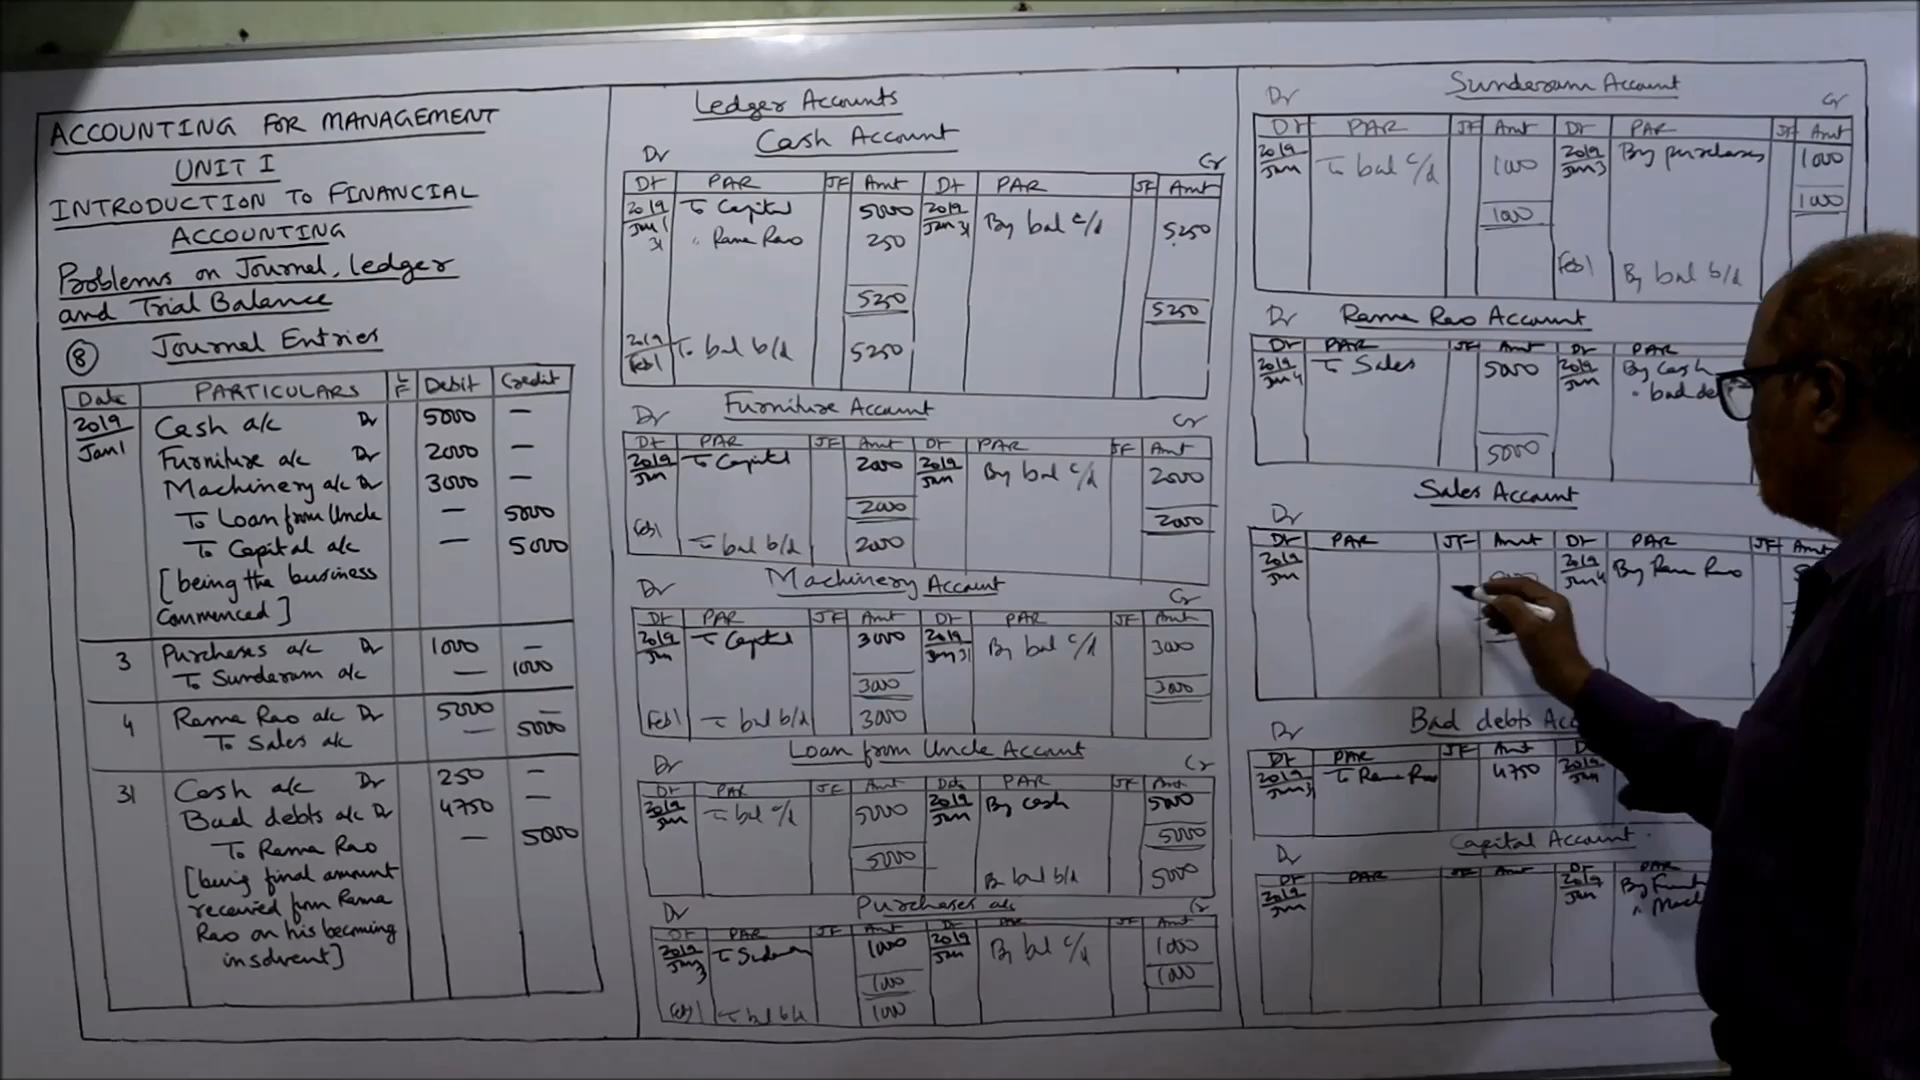 ACCOUNTING FOR MANAGEMENT
UNIT I
INTRODUCTION TO FINANCIAL
ACCOUNTING
Problems on Journal, ledger
and Trial Balance
8 Journal Entries
Date PARTICULARS LF Debit Credit
2019
Jan 1 Cash a/c Dr 5000 —
Furniture a/c Dr 2000 —
Machinery a/c Dr 3000 —
To Loan from Uncle — 5000
To Capital a/c — 5000
[being the business
Commenced]
3 Purchases a/c Dr 1000 —
To Sunderam a/c — 1000
4 Rama Rao a/c Dr 5000 —
To Sales a/c — 5000
31 Cash a/c Dr 250 —
Bad debts a/c Dr 4750 —
To Rama Rao — 5000
[being final amount
received from Rama
Rao on his becoming
insolvent]
Ledger Accounts
Cash Account
Dr Cr
Dt PAR JF Amt Dt PAR JF Amt
2019 To Capital 5000 2019
Jan 1 Jan 31 By bal c/d 5250
31 " Rama Rao 250
5250 5250
2019
Feb 1 To bal b/d 5250
Furniture Account
Dr Cr
Dt PAR JF Amt Dt PAR JF Amt
2019 To Capital 2000 2019 By bal c/d 2000
Jan Jan
2000 2000
Feb 1 To bal b/d 2000
Machinery Account
Dr Cr
Dt PAR JF Amt Dt PAR JF Amt
2019 To Capital 3000 2019 By bal c/d 3000
Jan Jan 31
3000 3000
Feb 1 To bal b/d 3000
Loan from Uncle Account
Dr Cr
Dt PAR JF Amt Date PAR JF Amt
2019 To bal c/d 5000 2019 By cash 5000
Jan Jan
5000 5000
By bal b/d 5000
Purchases a/c
Dr Cr
Dt PAR JF Amt Dt PAR JF Amt
2019 To Sunderam 1000 2019 By bal c/d 1000
Jan 3 Jan
1000 1000
Feb 1 To bal b/d 1000
Sunderam Account
Dr Cr
Dt PAR JF Amt Dt PAR JF Amt
2019 To bal c/d 1000 2019 By purchases 1000
Jan Jan 3
1000 1000
Feb 1 By bal b/d
Rama Rao Account
Dr
Dt PAR JF Amt Dt PAR
2019 To Sales 5000 2019 By Cash
Jan 4 Jan " bad
5000
Sales Account
Dr
Dt PAR JF Amt Dt PAR JF Amt
2019 2019 By Rama Rao
Jan Jan 4
Bad debts
Dr
Dt PAR JF Amt
2019 To Rama Rao 4750 2019
Jan 31 Jan
Capital Account
Dr
Dt PAR JF Amt Dt PAR
2019 2019 By
Jan Jan "